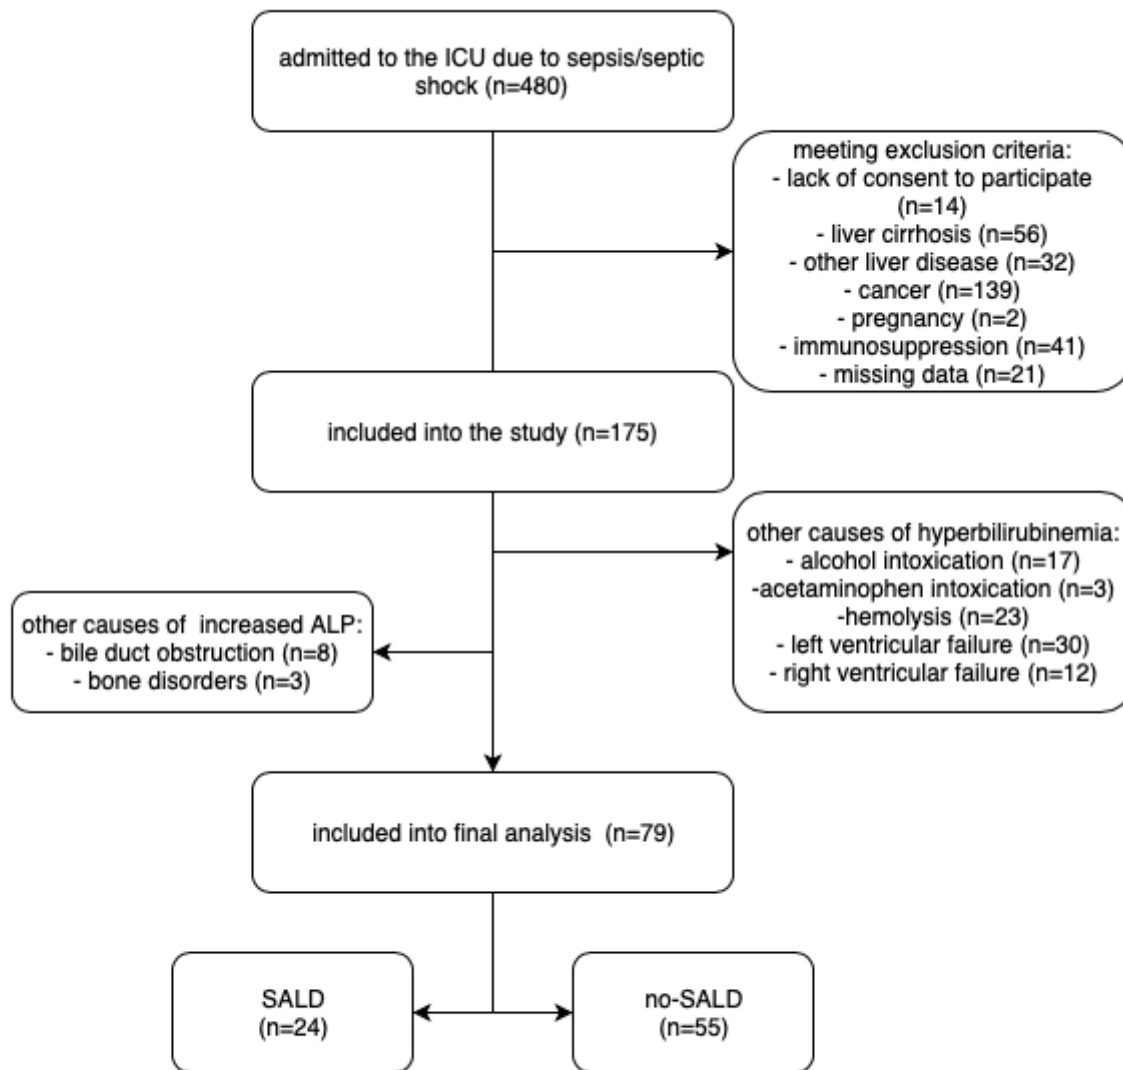 admitted to the ICU due to sepsis/septic
shock (n=480)
meeting exclusion criteria:
- lack of consent to participate
(n=14)
- liver cirrhosis (n=56)
- other liver disease (n=32)
- cancer (n=139)
- pregnancy (n=2)
- immunosuppression (n=41)
- missing data (n=21)
included into the study (n=175)
other causes of hyperbilirubinemia:
- alcohol intoxication (n=17)
-acetaminophen intoxication (n=3)
-hemolysis (n=23)
- left ventricular failure (n=30)
- right ventricular failure (n=12)
other causes of  increased ALP:
- bile duct obstruction (n=8)
- bone disorders (n=3)
included into final analysis  (n=79)
SALD
(n=24)
no-SALD
(n=55)